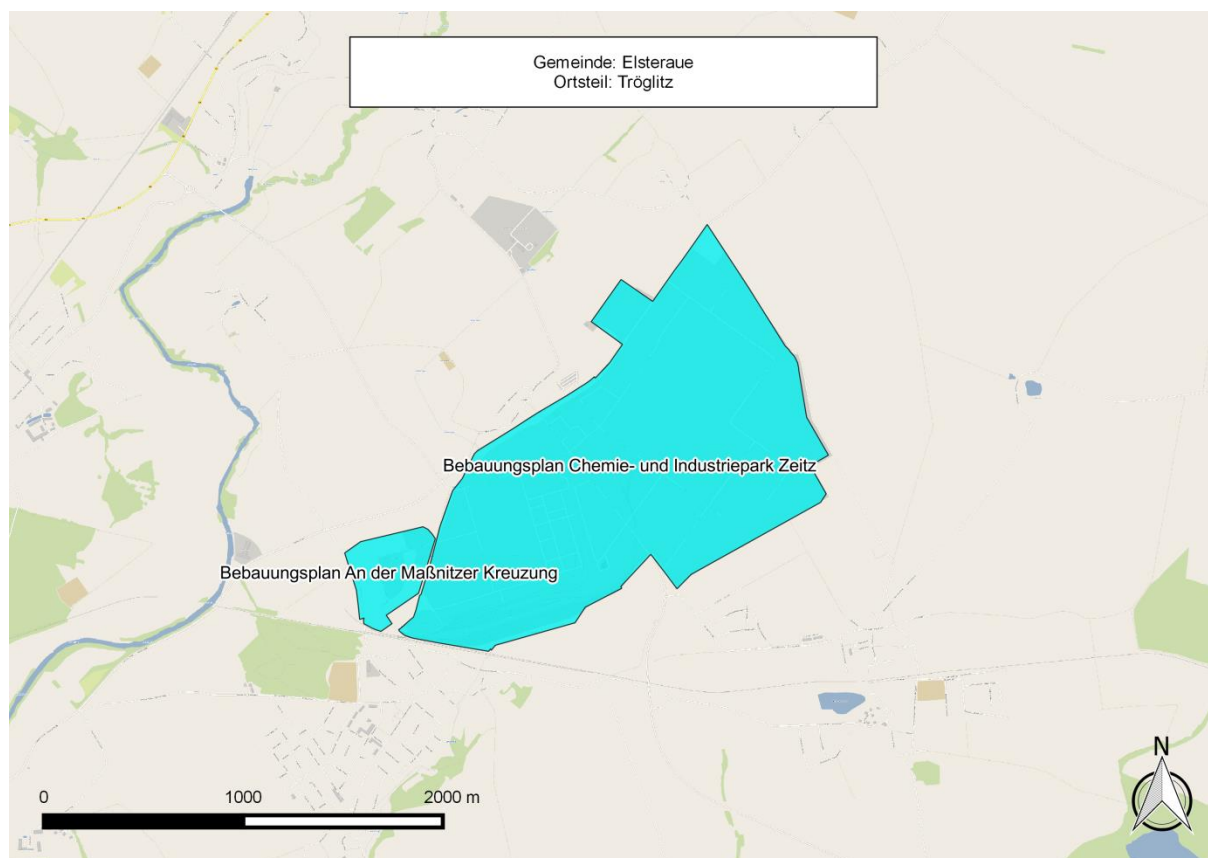 Gemeinde: Elsteraue
Ortsteil: Tröglitz
Bebauungsplan Chemie- und Industriepark Zeitz
Bebauungsplan An der Maßnitzer Kreuzung
N
0 1000 2000 m